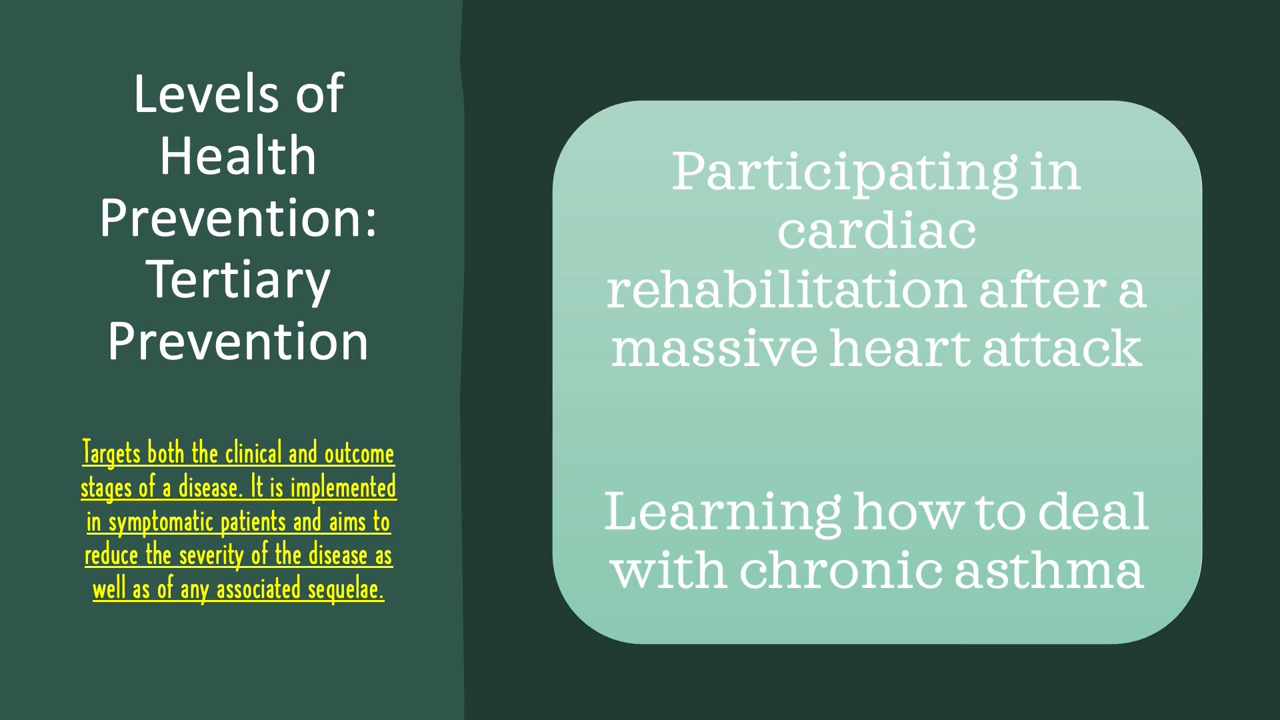 Levels of
Health
Prevention:
Tertiary
Prevention
Targets both the clinical and outcome
stages of a disease. It is implemented
in symptomatic patients and aims to
reduce the severity of the disease as
well as of any associated sequelae.
Participating in
cardiac
rehabilitation after a
massive heart attack
Learning how to deal
with chronic asthma